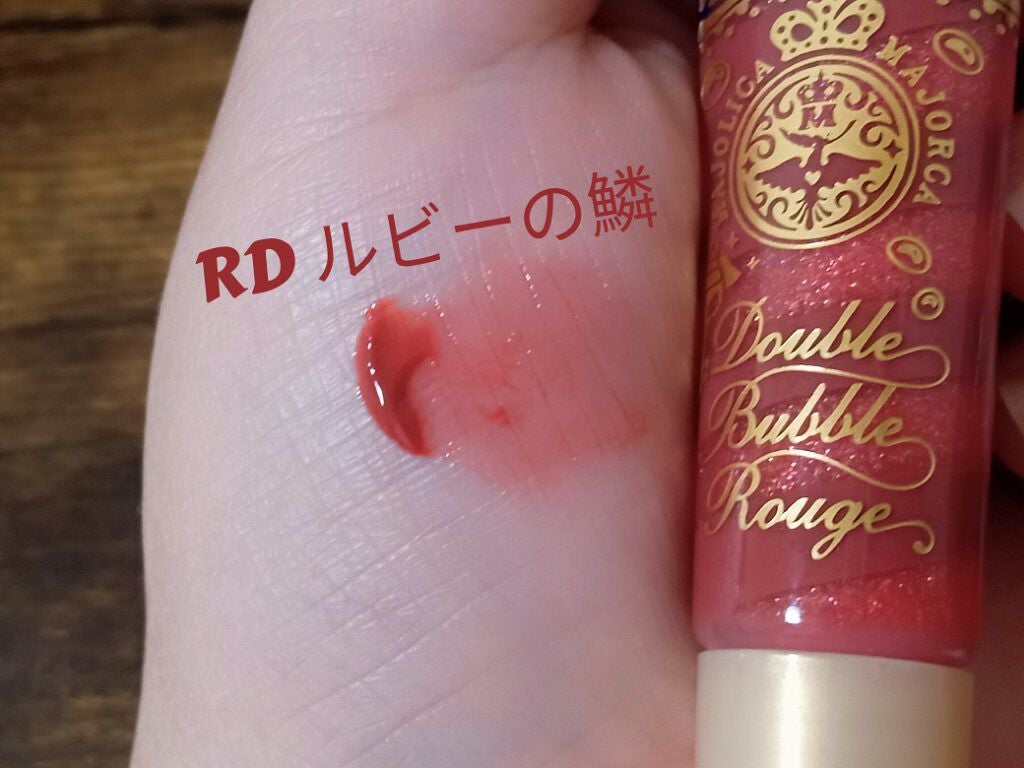 RD ルビーの鱗
MAJOLICA MAJORCA
M
Double
Bubble
Rouge